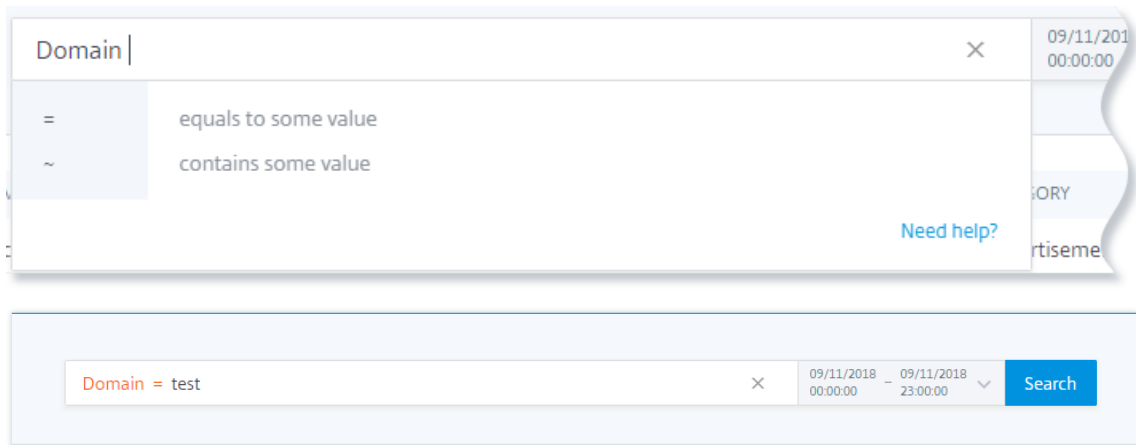 Domain
09/11/201
00:00:00
= equals to some value
~ contains some value
GORY
Need help?
rtiseme
Domain = test
09/11/2018 – 09/11/2018
00:00:00 23:00:00
Search